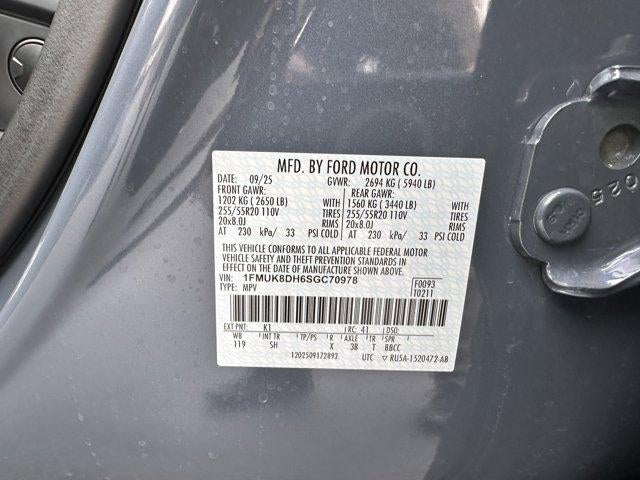 MFD. BY FORD MOTOR CO.
DATE: 09/25 GVWR: 2694 KG ( 5940 LB)
FRONT GAWR: REAR GAWR:
1202 KG ( 2650 LB) WITH 1560 KG ( 3440 LB) WITH
255/55R20 110V TIRES 255/55R20 110V TIRES
20x8.0J RIMS 20x8.0J RIMS
AT 230 kPa/ 33 PSI COLD AT 230 kPa/ 33 PSI COLD
THIS VEHICLE CONFORMS TO ALL APPLICABLE FEDERAL MOTOR
VEHICLE SAFETY AND THEFT PREVENTION STANDARDS IN
EFFECT ON THE DATE OF MANUFACTURE SHOWN ABOVE.
VIN: 1FMUK8DH6SGC70978 F0093
TYPE: MPV T0211
EXT PNT: K1 RC: 41 DSO:
WB INT TR TP/PS R AXLE TR SPR
119 SH X 38 T BBCC
1202509172893 UTC ▽ RU5A-1520472-AB
025